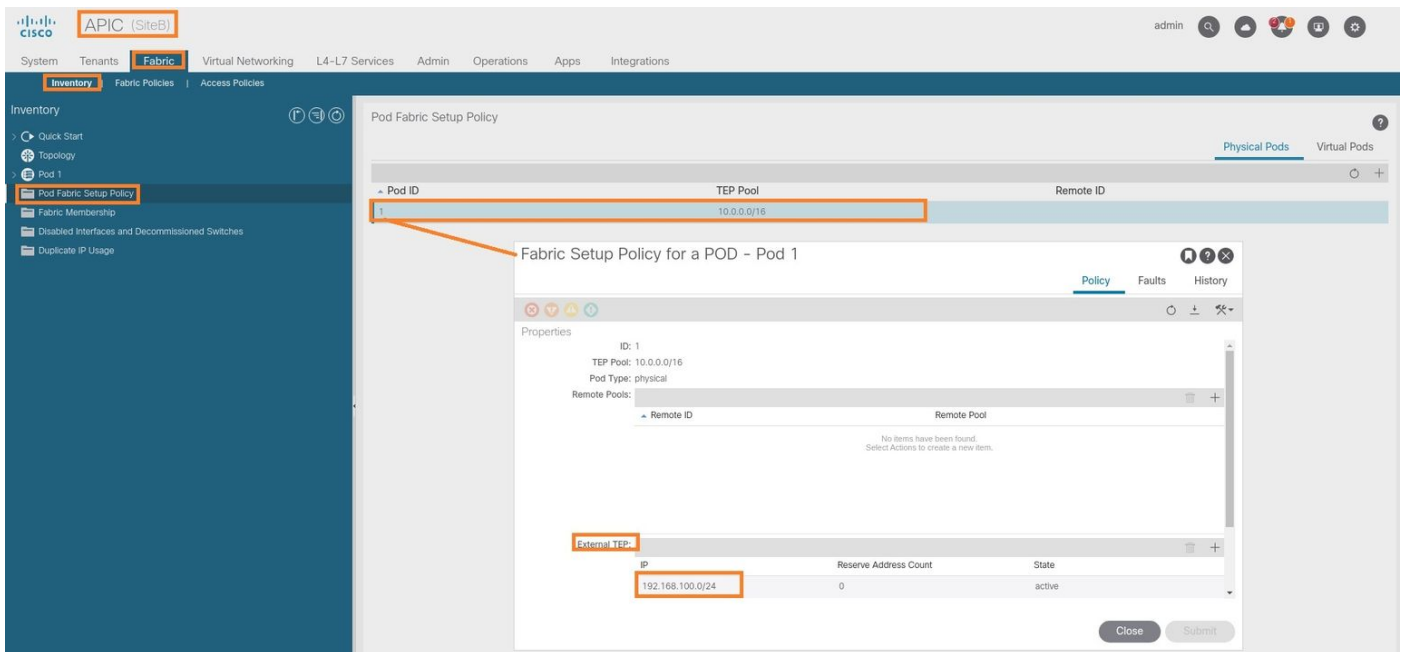 CISCO
APIC (SiteB)
admin
System Tenants Fabric Virtual Networking L4-L7 Services Admin Operations Apps Integrations
Inventory | Fabric Policies | Access Policies
Inventory
Quick Start
Topology
Pod 1
Pod Fabric Setup Policy
Fabric Membership
Disabled Interfaces and Decommissioned Switches
Duplicate IP Usage
Pod Fabric Setup Policy
Physical Pods Virtual Pods
Pod ID TEP Pool Remote ID
1 10.0.0.0/16
Fabric Setup Policy for a POD - Pod 1
Policy Faults History
Properties
ID: 1
TEP Pool: 10.0.0.0/16
Pod Type: physical
Remote Pools:
Remote ID Remote Pool
No items have been found.
Select Actions to create a new item.
External TEP:
IP Reserve Address Count State
192.168.100.0/24 0 active
Close Submit